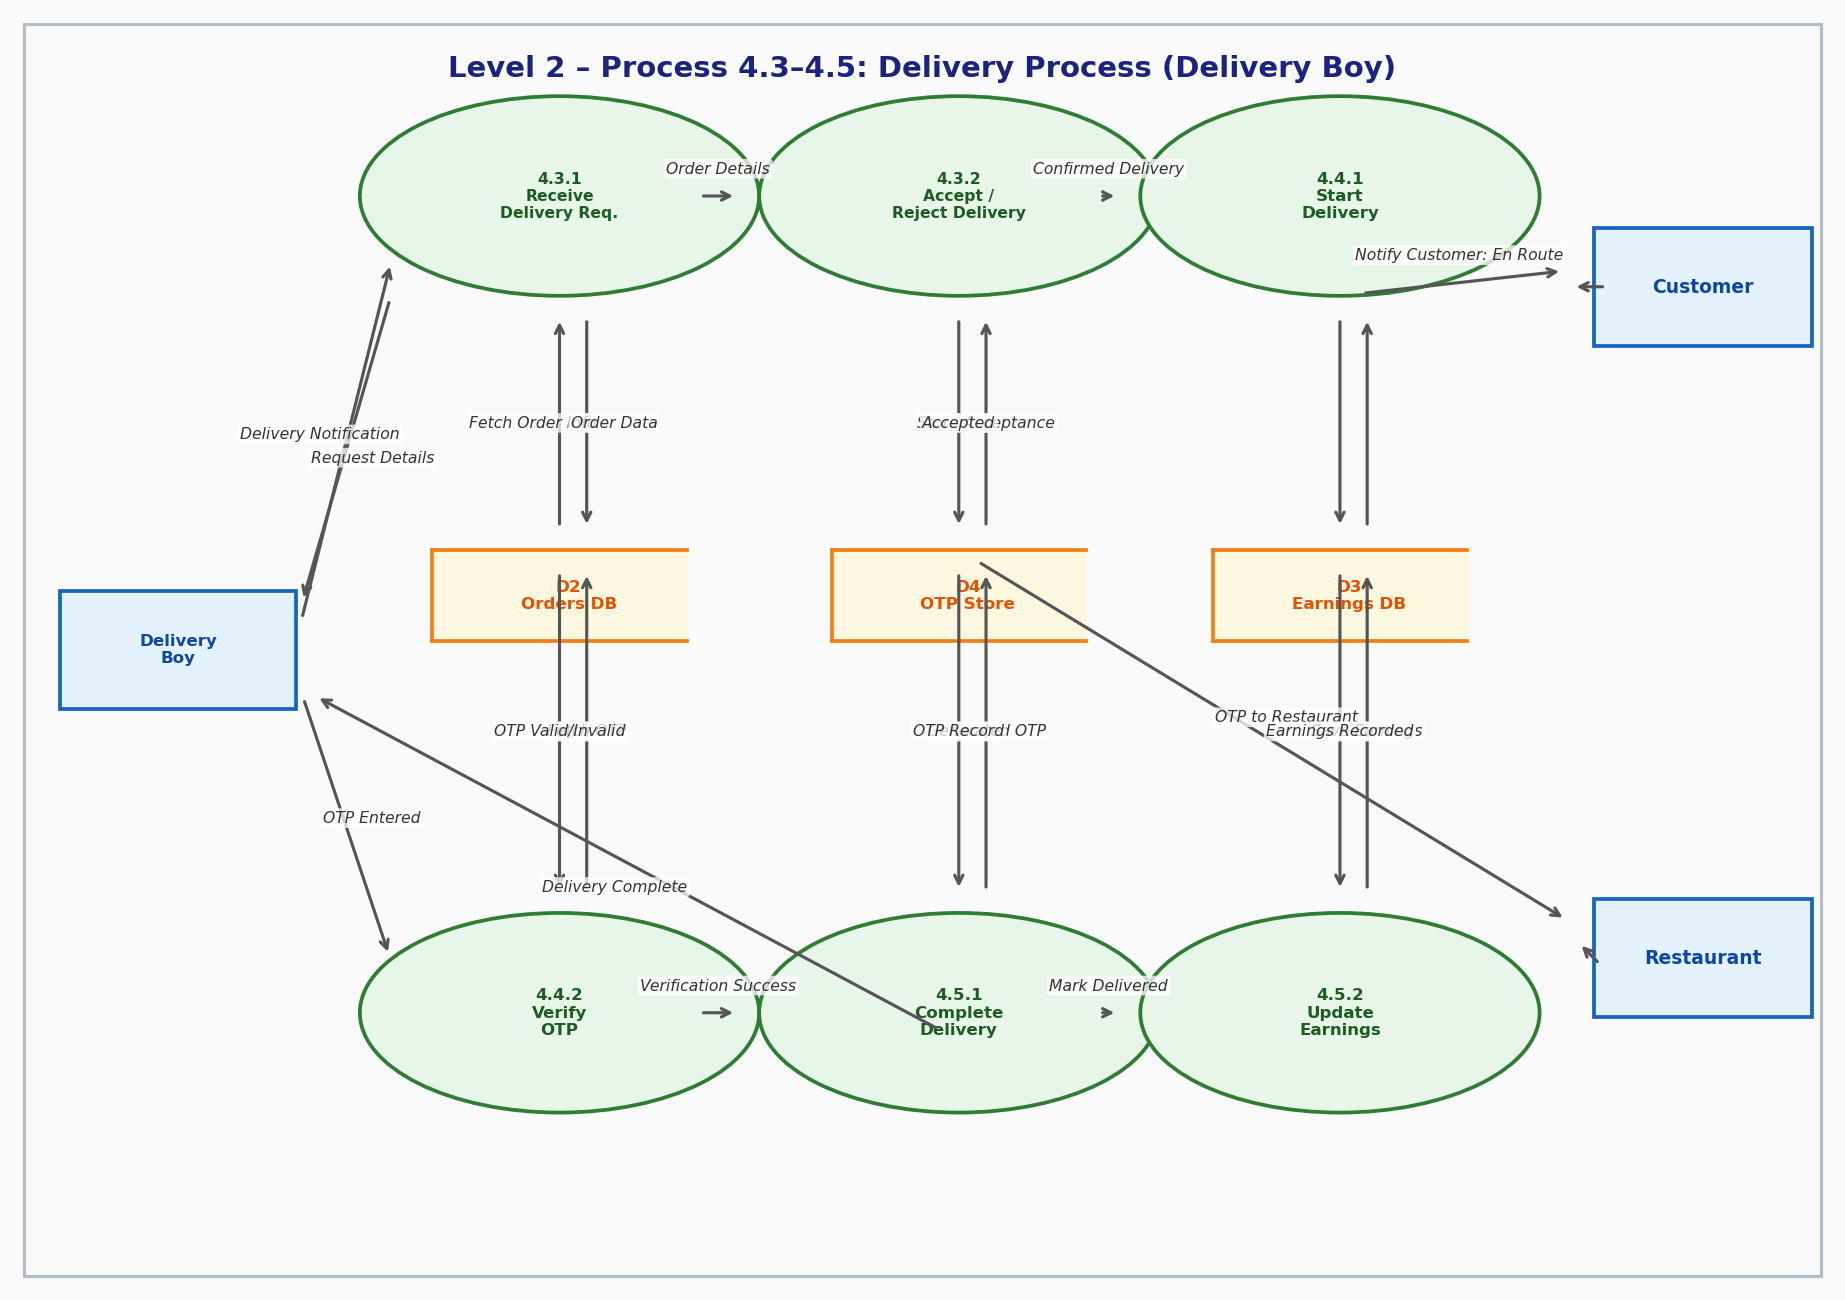 Level 2 – Process 4.3–4.5: Delivery Process (Delivery Boy)
4.3.1
Receive
Delivery Req.
Order Details
4.3.2
Accept /
Reject Delivery
Confirmed Delivery
4.4.1
Start
Delivery
Notify Customer: En Route
Customer
Delivery Notification
Request Details
Fetch Order
Order Data
Accepted
D2
Orders DB
D4
OTP Store
D3
Earnings DB
Delivery
Boy
OTP Valid/Invalid
OTP Record
OTP
OTP to Restaurant
Earnings Recorded
OTP Entered
Delivery Complete
4.4.2
Verify
OTP
Verification Success
4.5.1
Complete
Delivery
Mark Delivered
4.5.2
Update
Earnings
Restaurant